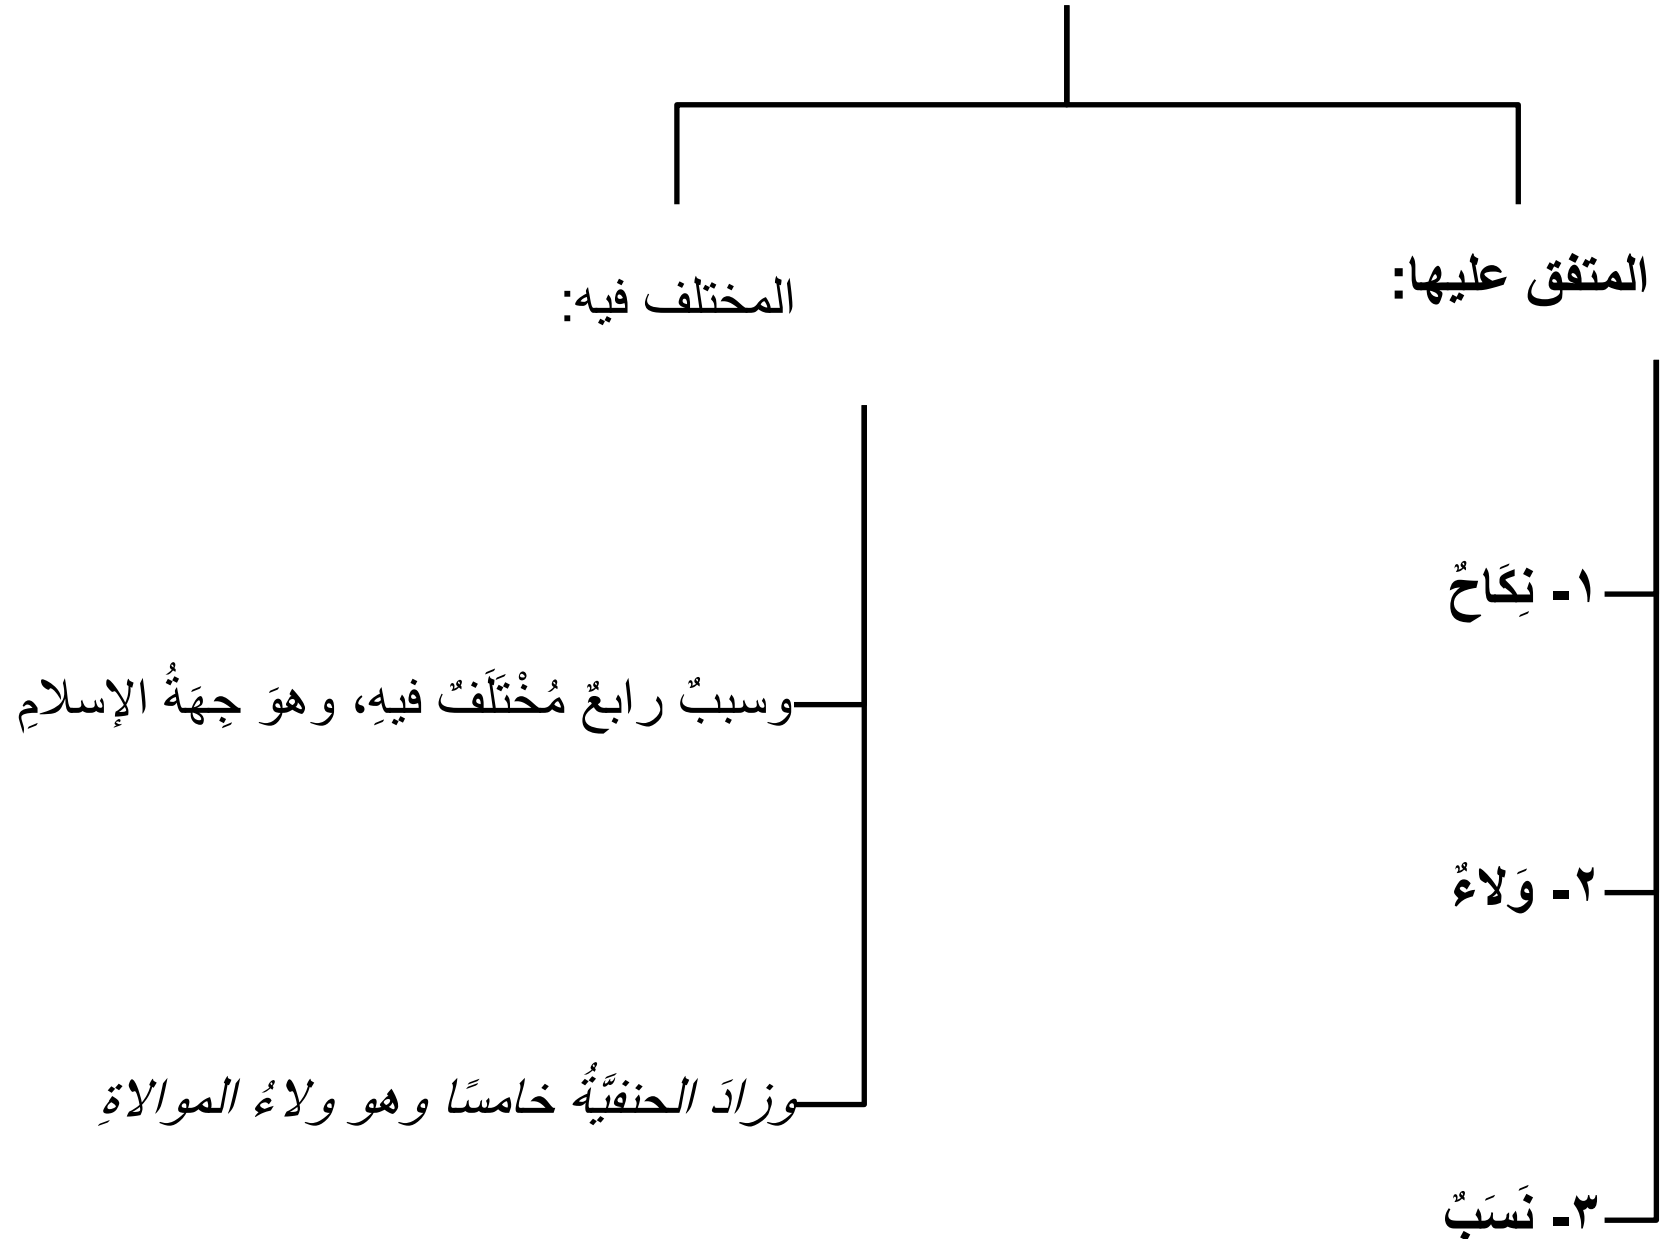 المتفق عليها:
١- نِكَاحٌ
٢- وَلاءٌ
٣- نَسَبٌ
المختلف فيه:
وسببٌ رابعٌ مُخْتَلَفٌ فيهِ، وهوَ جِهَةُ الإسلامِ
وزادَ الحنفيَّةُ خامسًا وهو ولاءُ الموالاةِ